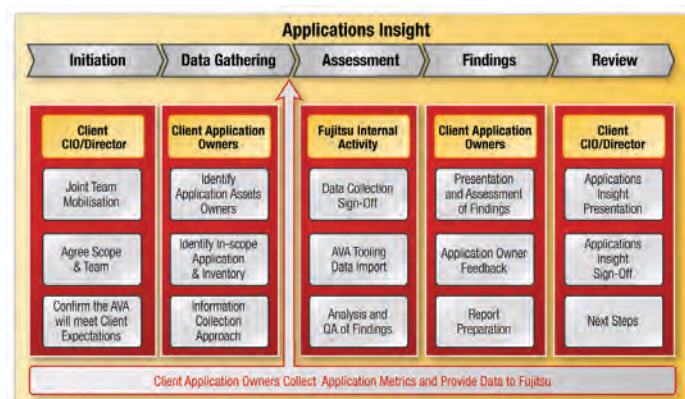 Applications Insight
Initiation
Data Gathering
Assessment
Findings
Review
Client
CIO/Director
Joint Team
Mobilisation
Agree Scope
& Team
Confirm the AVA
will meet Client
Expectations
Client Application
Owners
Identify
Application Assets
Owners
Identify In-scope
Application
& Inventory
Information
Collection
Approach
Fujitsu Internal
Activity
Data Collection
Sign-Off
AVA Tooling
Data Import
Analysis and
QA of Findings
Client Application
Owners
Presentation
and Assessment
of Findings
Application Owner
Feedback
Report
Preparation
Client
CIO/Director
Applications
Insight
Presentation
Applications
Insight
Sign-Off
Next Steps
Client Application Owners Collect Application Metrics and Provide Data to Fujitsu